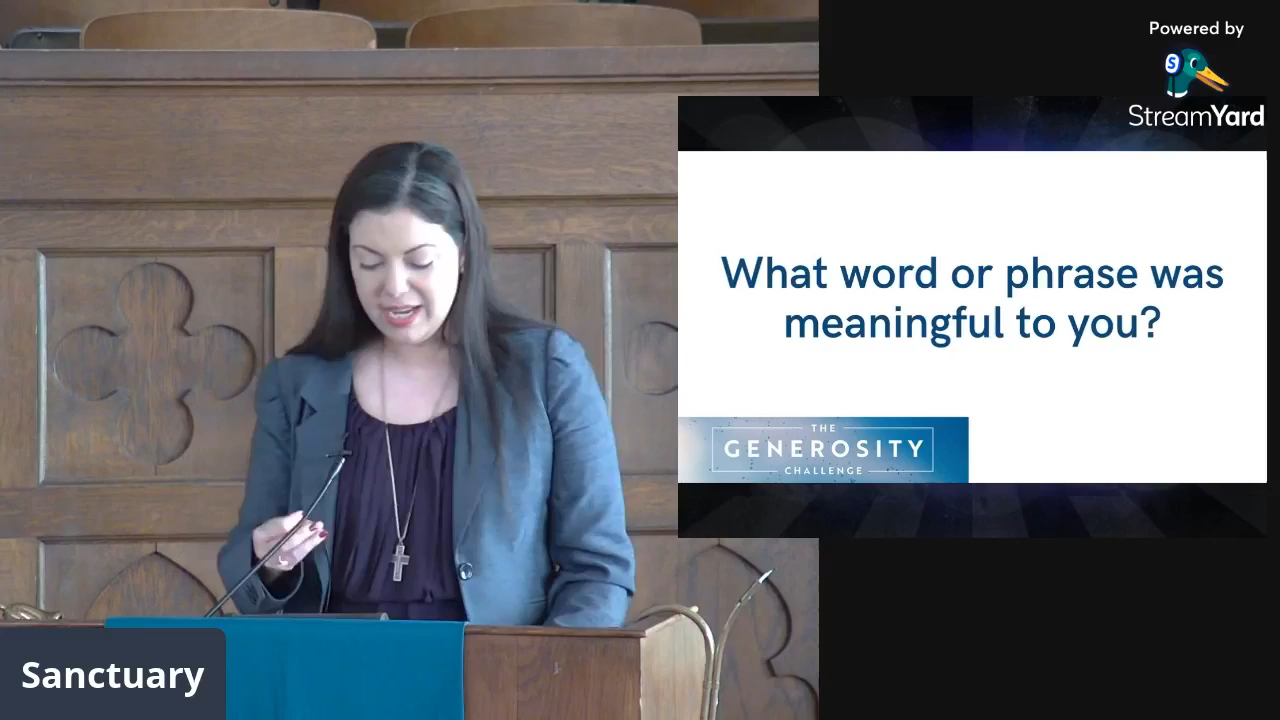 Powered by
S
StreamYard
What word or phrase was
meaningful to you?
THE
GENEROSITY
CHALLENGE
Sanctuary